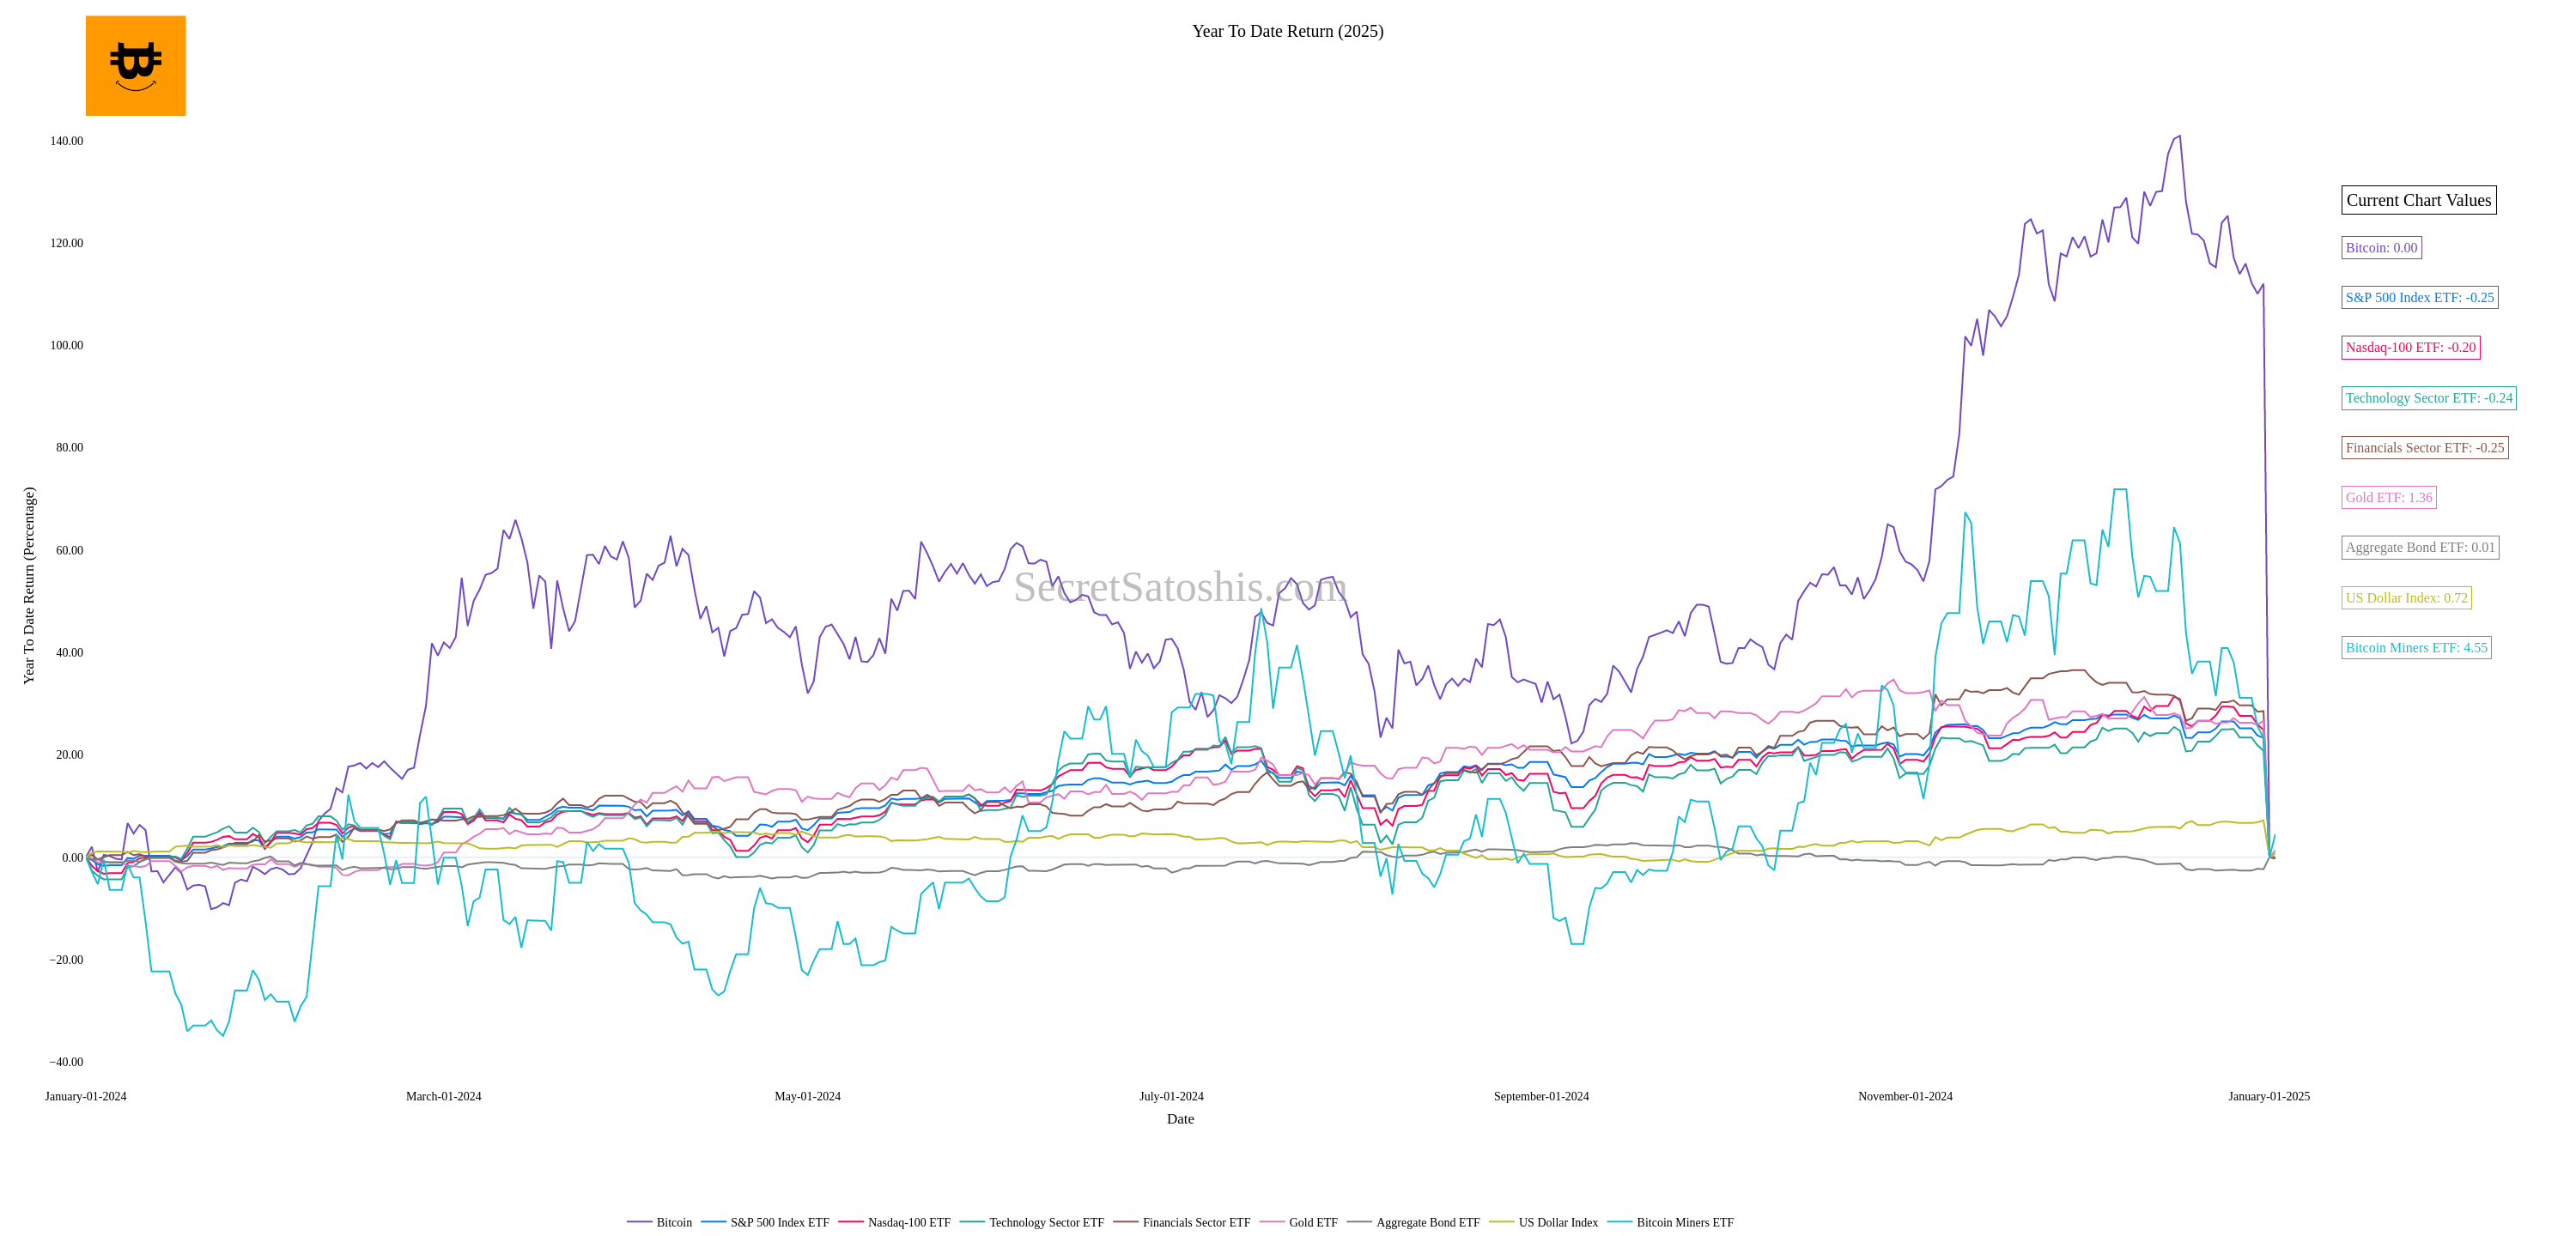 Year To Date Return (2025)
140.00
120.00
100.00
80.00
60.00
40.00
20.00
0.00
−20.00
−40.00
Year To Date Return (Percentage)
SecretSatoshis.com
Current Chart Values
Bitcoin: 0.00
S&P 500 Index ETF: -0.25
Nasdaq-100 ETF: -0.20
Technology Sector ETF: -0.24
Financials Sector ETF: -0.25
Gold ETF: 1.36
Aggregate Bond ETF: 0.01
US Dollar Index: 0.72
Bitcoin Miners ETF: 4.55
January-01-2024 March-01-2024 May-01-2024 July-01-2024 September-01-2024 November-01-2024 January-01-2025
Date
Bitcoin S&P 500 Index ETF Nasdaq-100 ETF Technology Sector ETF Financials Sector ETF Gold ETF Aggregate Bond ETF US Dollar Index Bitcoin Miners ETF